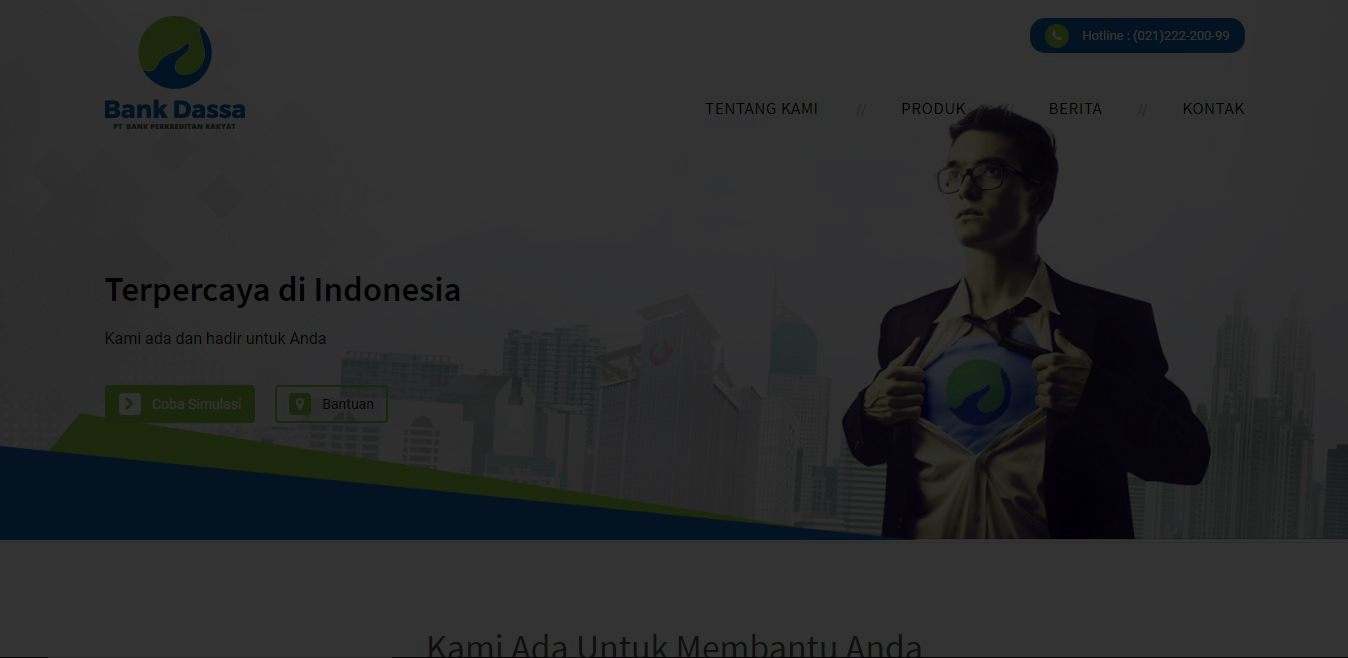 Hotline : (021)222-200-99
Bank Dassa
PT BANK PERKREDITAN RAKYAT
TENTANG KAMI // PRODUK // BERITA // KONTAK
Terpercaya di Indonesia
Kami ada dan hadir untuk Anda
Coba Simulasi
Bantuan
Kami Ada Untuk Membantu Anda